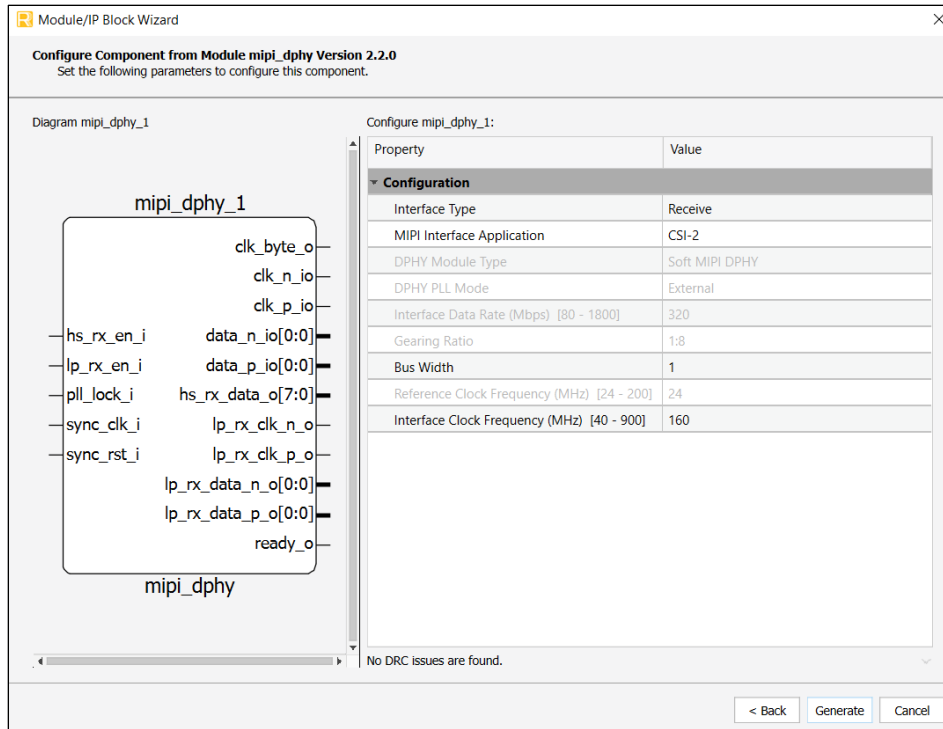 Module/IP Block Wizard
Configure Component from Module mipi_dphy Version 2.2.0
Set the following parameters to configure this component.
Diagram mipi_dphy_1
mipi_dphy_1
clk_byte_o
clk_n_io
clk_p_io
hs_rx_en_i data_n_io[0:0]
lp_rx_en_i data_p_io[0:0]
pll_lock_i hs_rx_data_o[7:0]
sync_clk_i lp_rx_clk_n_o
sync_rst_i lp_rx_clk_p_o
lp_rx_data_n_o[0:0]
lp_rx_data_p_o[0:0]
ready_o
mipi_dphy
Configure mipi_dphy_1:
Property Value
Configuration
Interface Type Receive
MIPI Interface Application CSI-2
DPHY Module Type Soft MIPI DPHY
DPHY PLL Mode External
Interface Data Rate (Mbps) [80 - 1800] 320
Gearing Ratio 1:8
Bus Width 1
Reference Clock Frequency (MHz) [24 - 200] 24
Interface Clock Frequency (MHz) [40 - 900] 160
No DRC issues are found.
< Back Generate Cancel